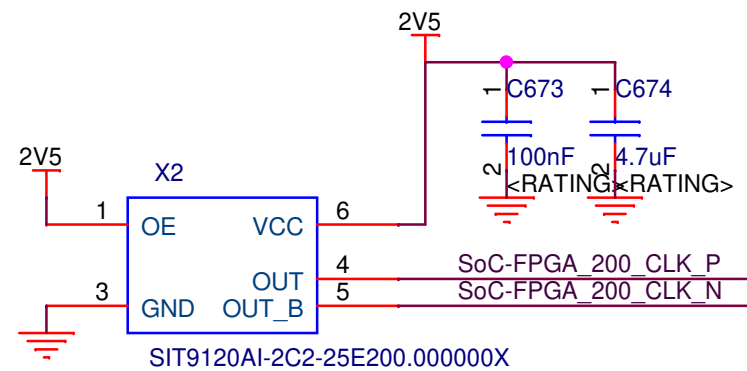 2V5
1 C673
1 C674
2 100nF
2 4.7uF
<RATING>
<RATING>
2V5
X2
1 OE VCC 6
OUT 4 SoC-FPGA_200_CLK_P
3 GND OUT_B 5 SoC-FPGA_200_CLK_N
SIT9120AI-2C2-25E200.000000X